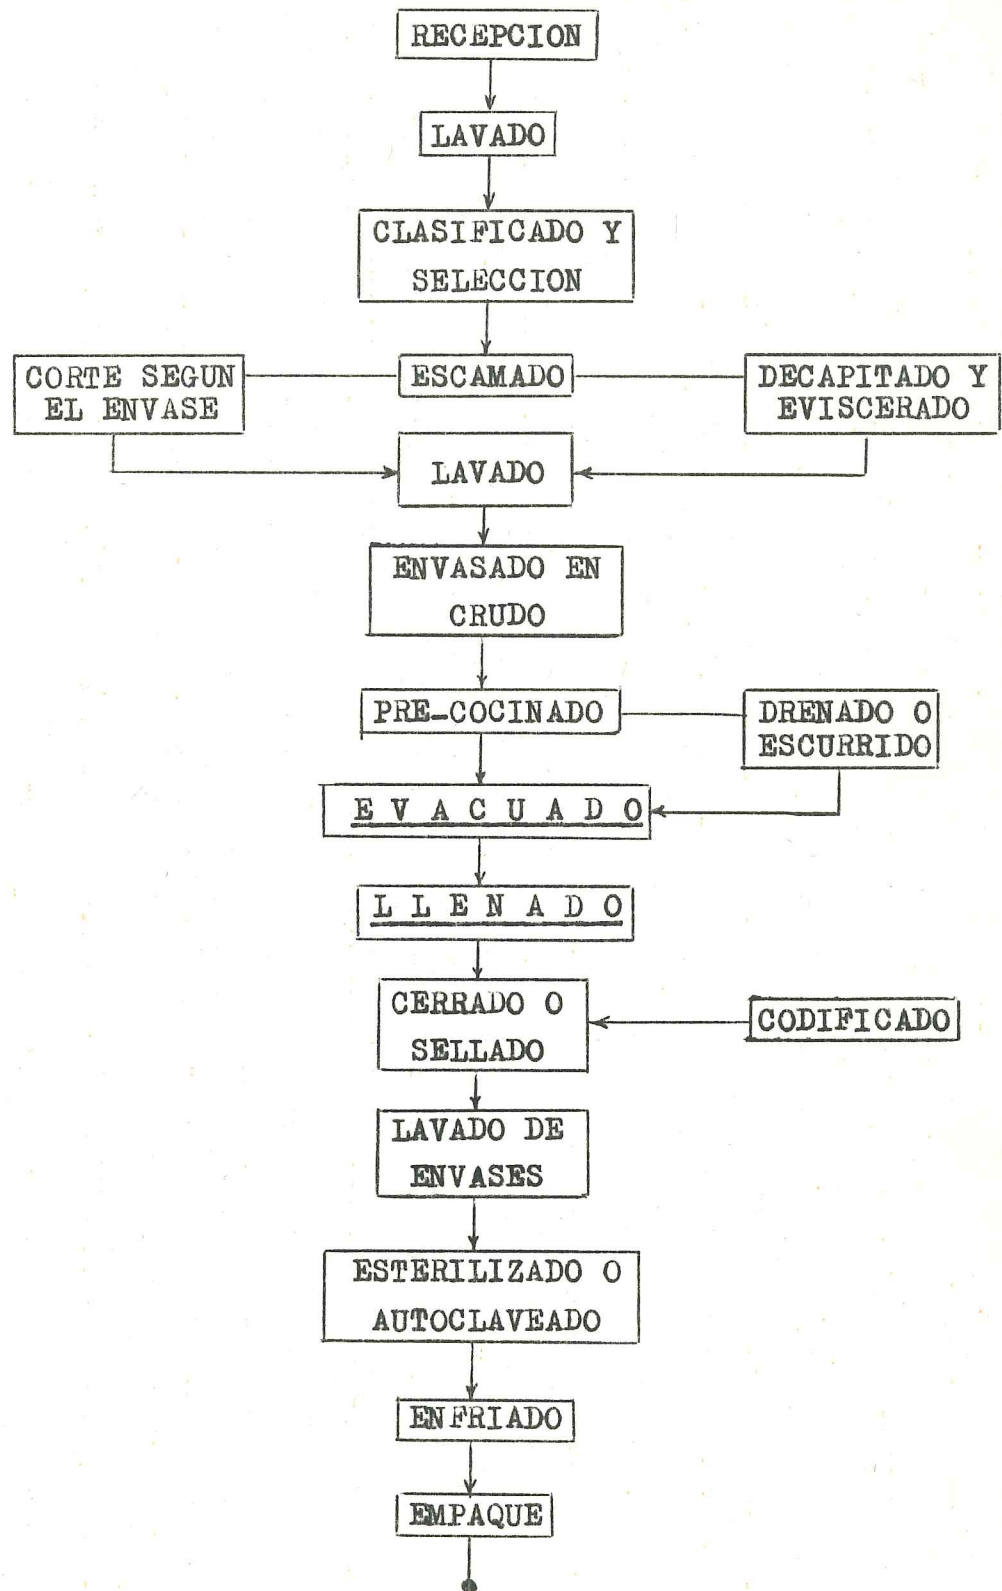 RECEPCION
LAVADO
CLASIFICADO Y
SELECCION
CORTE SEGUN
EL ENVASE
ESCAMADO
DECAPITADO Y
EVISCERADO
LAVADO
ENVASADO EN
CRUDO
PRE-COCINADO
DRENADO O
ESCURRIDO
E V A C U A D O
L L E N A D O
CERRADO O
SELLADO
CODIFICADO
LAVADO DE
ENVASES
ESTERILIZADO O
AUTOCLAVEADO
ENFRIADO
EMPAQUE